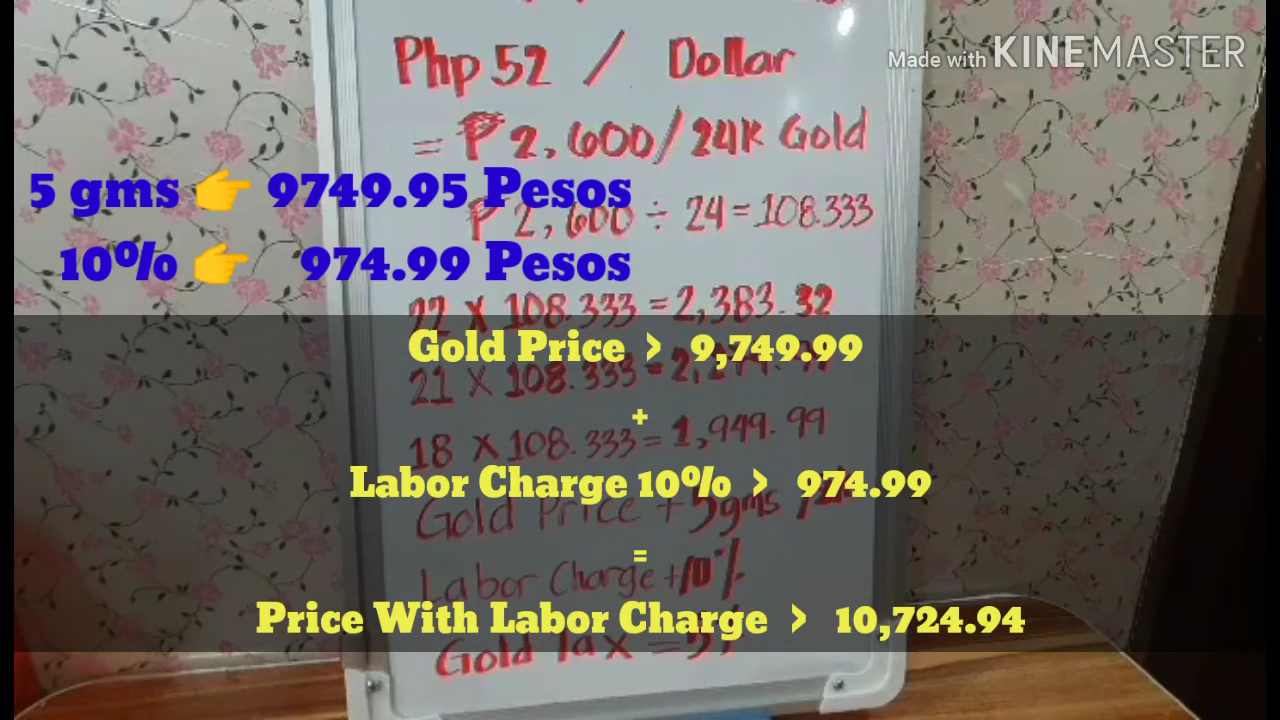 Made with KINEMASTER
Php 52 / Dollar
= ₱ 2,600/24K Gold
5 gms 👉 9749.95 Pesos
₱ 2,600 ÷ 24 = 108.333
10% 👉 974.99 Pesos
22 X 108.333 = 2,383.32
Gold Price > 9,749.99
21 X 108.333 =
+
18 X 108.333 = 1,949.99
Labor Charge 10% > 974.99
Gold Price + 5gms
=
Labor Charge + 10%
Price With Labor Charge > 10,724.94
Gold Tax =